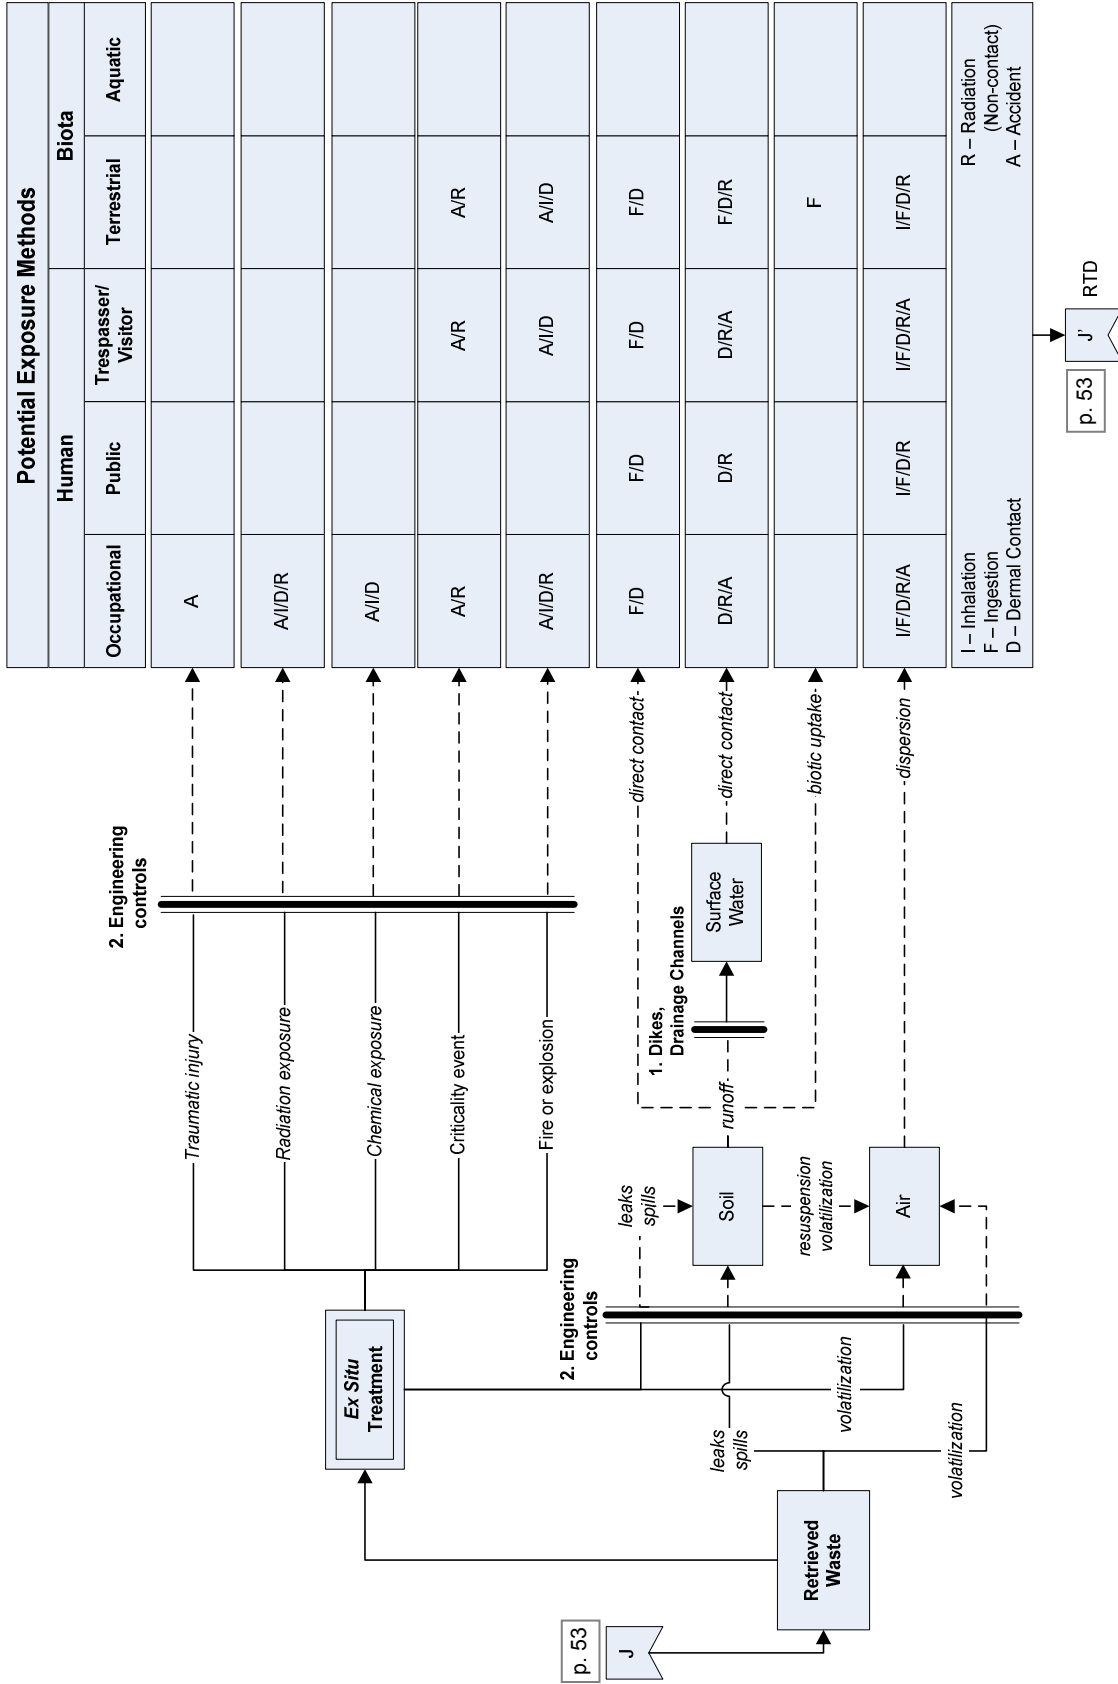 Potential Exposure Methods
Human
Biota
Occupational
Public
Trespasser/
Visitor
Terrestrial
Aquatic
p. 53
J
Retrieved
Waste
Ex Situ
Treatment
2. Engineering
controls
Traumatic injury
A
Radiation exposure
A/I/D/R
Chemical exposure
A/I/D
Criticality event
A/R
A/R
A/R
Fire or explosion
A/I/D/R
A/I/D
A/I/D
2. Engineering
controls
leaks
spills
direct contact
F/D
F/D
F/D
F/D
leaks
spills
Soil
runoff
1. Dikes,
Drainage Channels
Surface
Water
direct contact
D/R/A
D/R
D/R/A
F/D/R
resuspension
volatilization
biotic uptake
F
volatilization
Air
dispersion
I/F/D/R/A
I/F/D/R
I/F/D/R/A
I/F/D/R
volatilization
I – Inhalation
F – Ingestion
D – Dermal Contact
R – Radiation
(Non-contact)
A – Accident
p. 53
J'
RTD